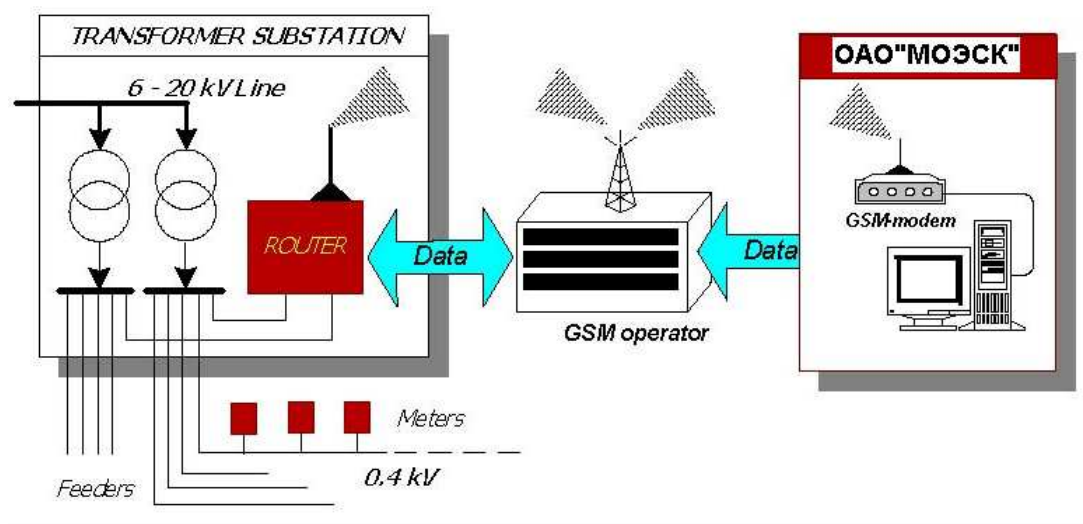 TRANSFORMER SUBSTATION
6 - 20 kV Line
ROUTER
Data
GSM operator
Data
ОАО"МОЭСК"
GSM-modem
Meters
0.4 kV
Feeders